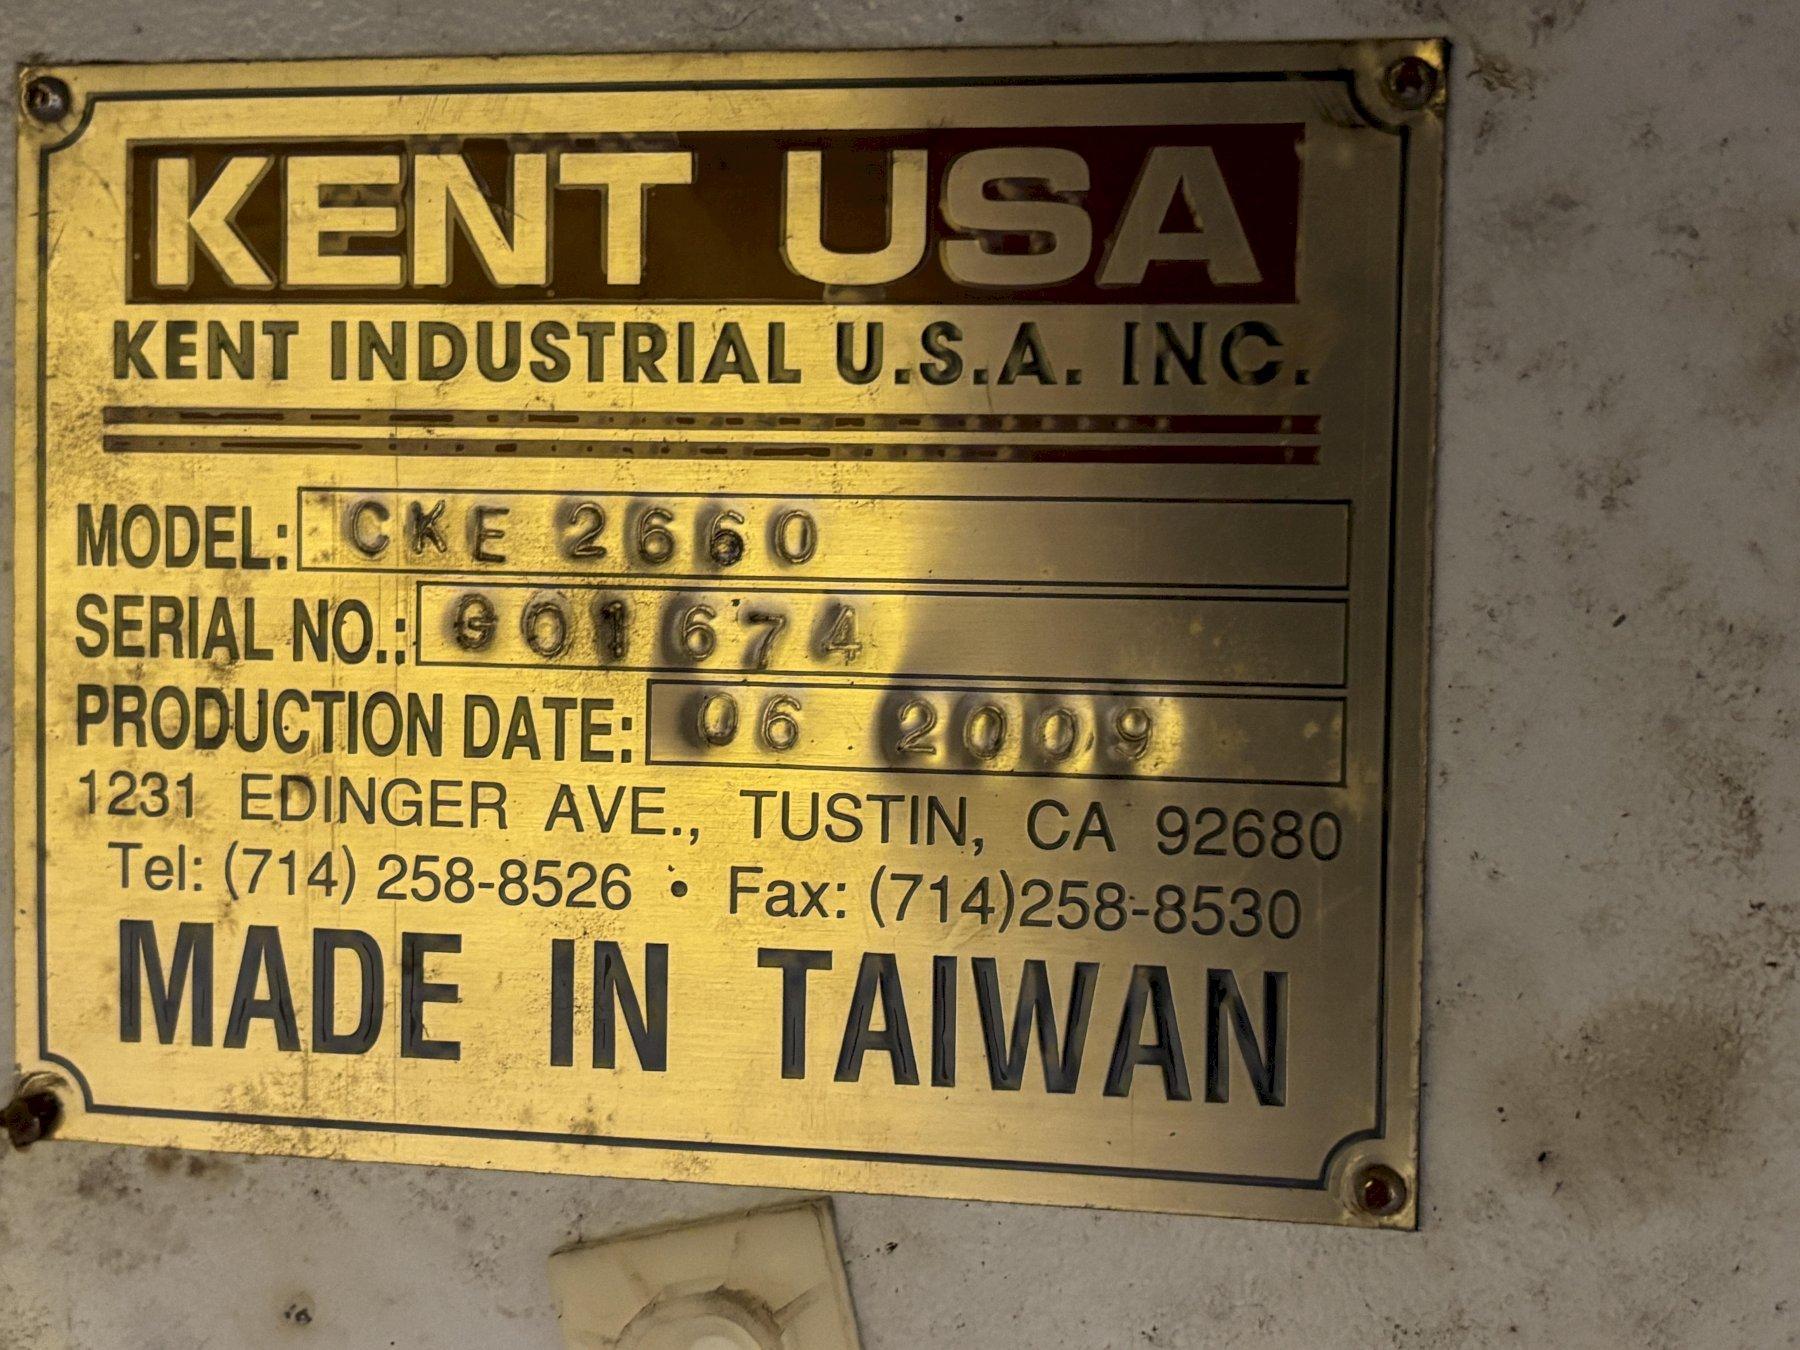 KENT USA
KENT INDUSTRIAL U.S.A. INC.
MODEL: CKE 2660
SERIAL NO.: G01674
PRODUCTION DATE: 06 2009
1231 EDINGER AVE., TUSTIN, CA 92680
Tel: (714) 258-8526 • Fax: (714)258-8530
MADE IN TAIWAN